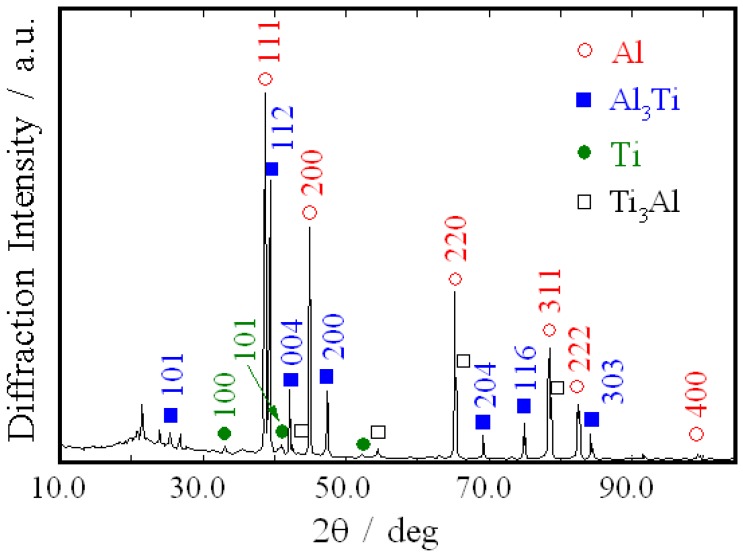 Diffraction Intensity / a.u.
111
112
200
220
311
222
400
101
100
101
004
200
204
116
303
Al
Al₃Ti
Ti
Ti₃Al
10.0 30.0 50.0 70.0 90.0
2θ / deg